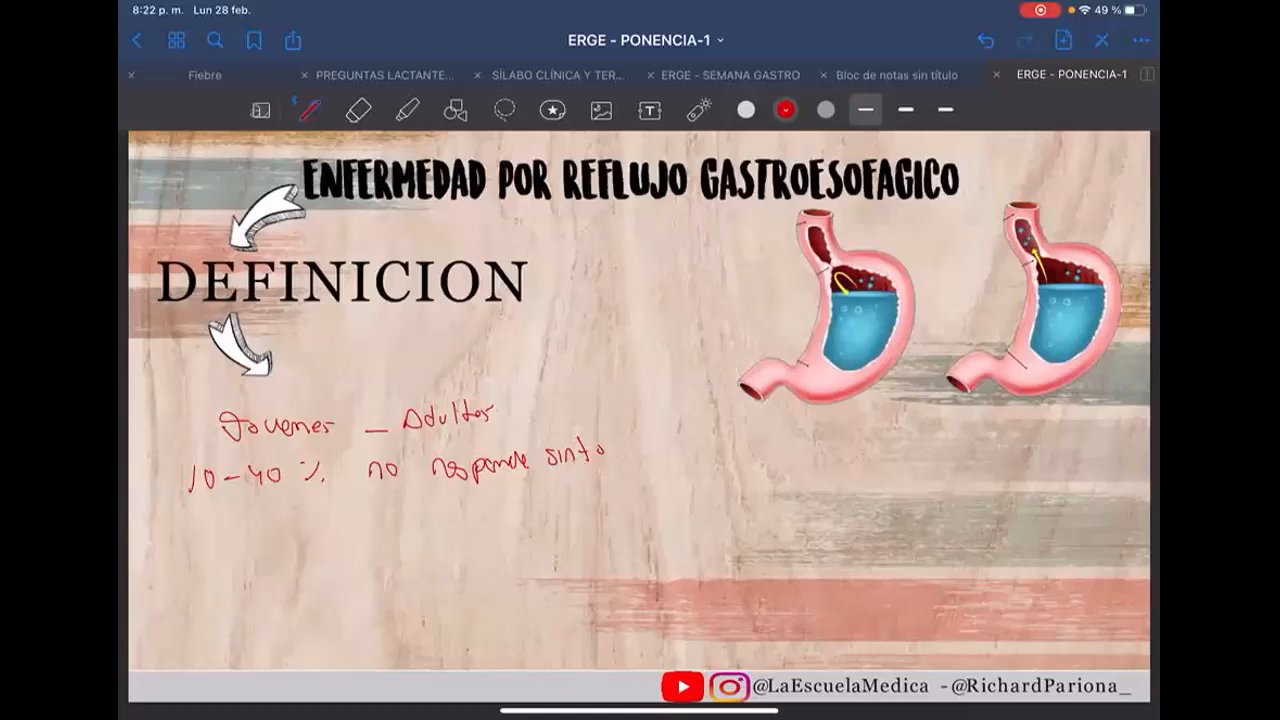 8:22 p. m. Lun 28 feb.
49 %
ERGE - PONENCIA-1
Fiebre
PREGUNTAS LACTANTE...
SÍLABO CLÍNICA Y TER...
ERGE - SEMANA GASTRO
Bloc de notas sin título
ERGE - PONENCIA-1
ENFERMEDAD POR REFLUJO GASTROESOFAGICO
DEFINICION
Jovenes - Adultos
10-40 % no responde sinto
@LaEscuelaMedica -@RichardPariona_